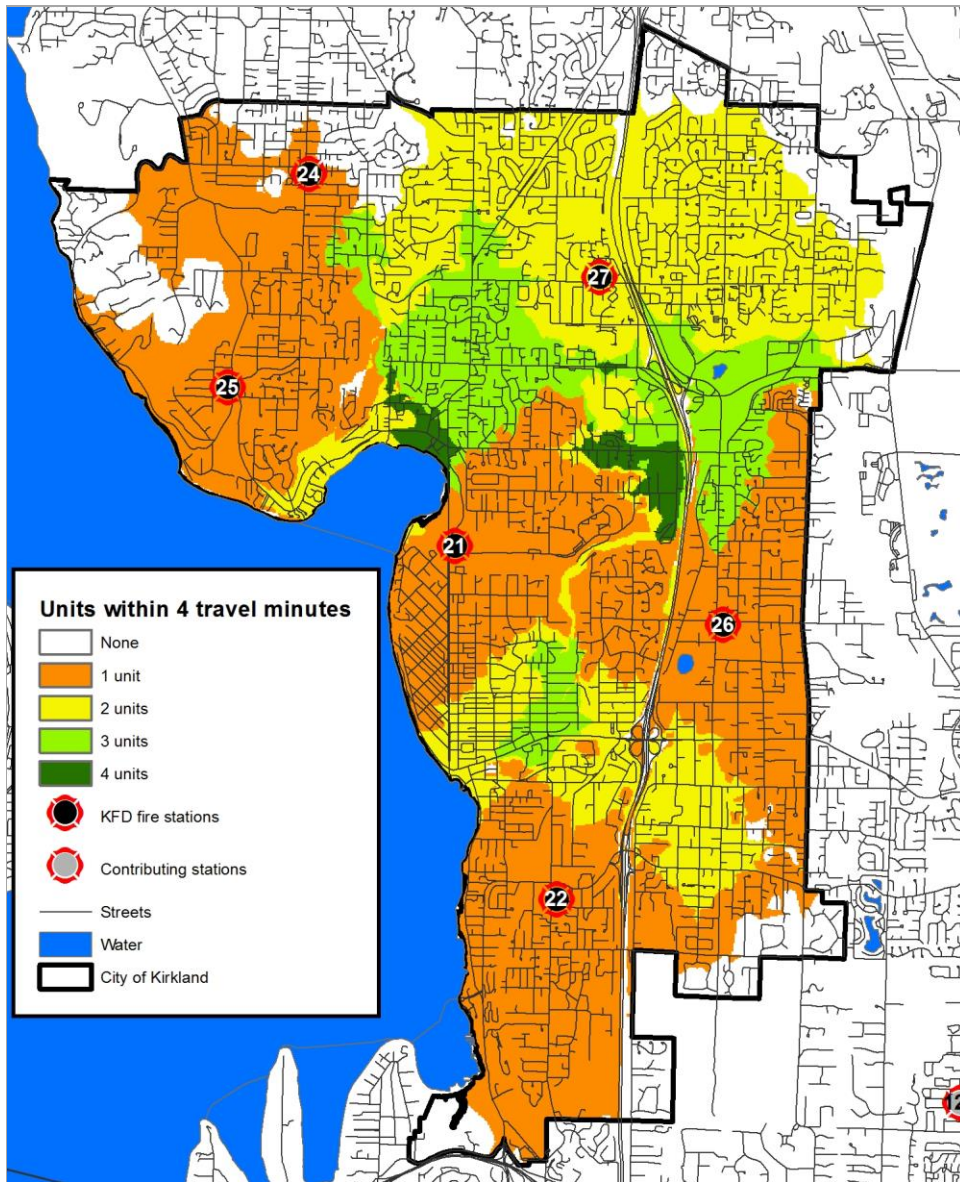 24
27
25
21
26
22
12
Units within 4 travel minutes
None
1 unit
2 units
3 units
4 units
KFD fire stations
Contributing stations
Streets
Water
City of Kirkland